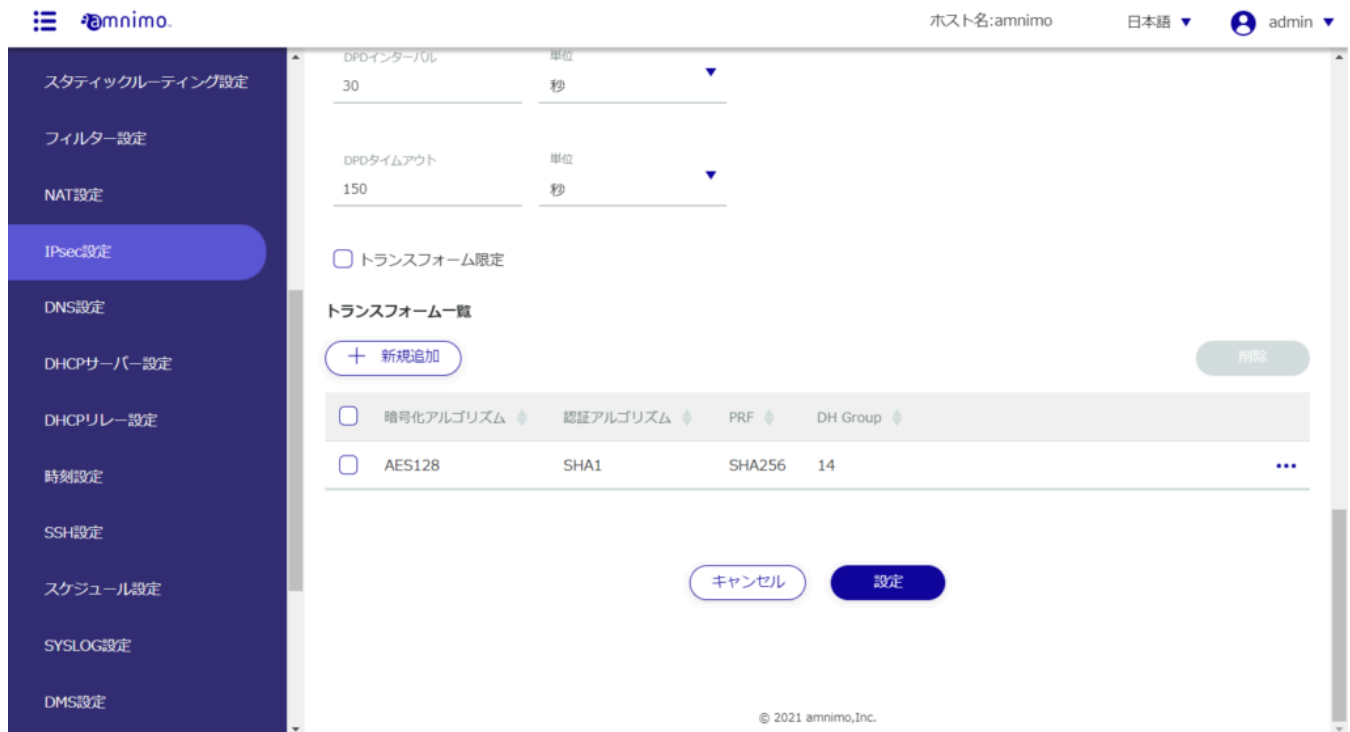 amnimo.
ホスト名:amnimo
日本語
admin
スタティックルーティング設定
フィルター設定
NAT設定
IPsec設定
DNS設定
DHCPサーバー設定
DHCPリレー設定
時刻設定
SSH設定
スケジュール設定
SYSLOG設定
DMS設定
DPDインターバル 単位
30 秒
DPDタイムアウト 単位
150 秒
トランスフォーム限定
トランスフォーム一覧
新規追加 削除
暗号化アルゴリズム 認証アルゴリズム PRF DH Group
AES128 SHA1 SHA256 14
キャンセル 設定
© 2021 amnimo,Inc.